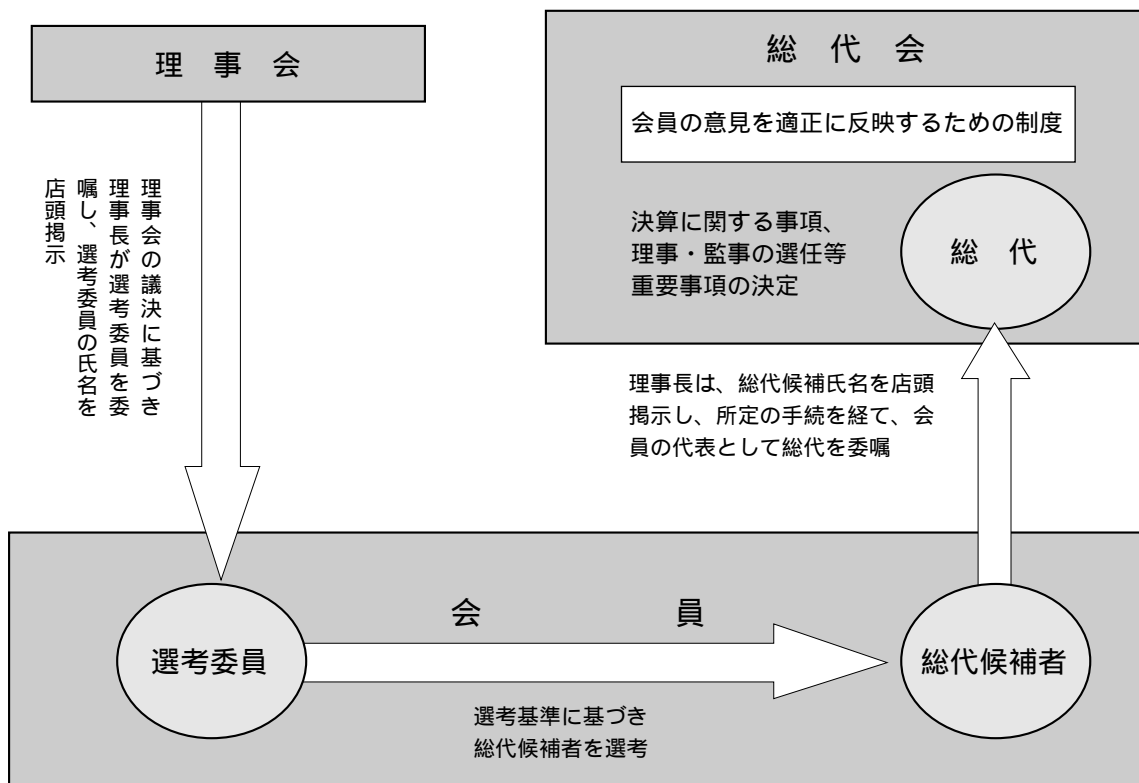 理事会
理事会の議決に基づき
理事長が選考委員を委
嘱し、選考委員の氏名を
店頭掲示
総代会
会員の意見を適正に反映するための制度
決算に関する事項、
理事・監事の選任等
重要事項の決定
総代
理事長は、総代候補氏名を店頭
掲示し、所定の手続を経て、会
員の代表として総代を委嘱
会員
選考委員
総代候補者
選考基準に基づき
総代候補者を選考